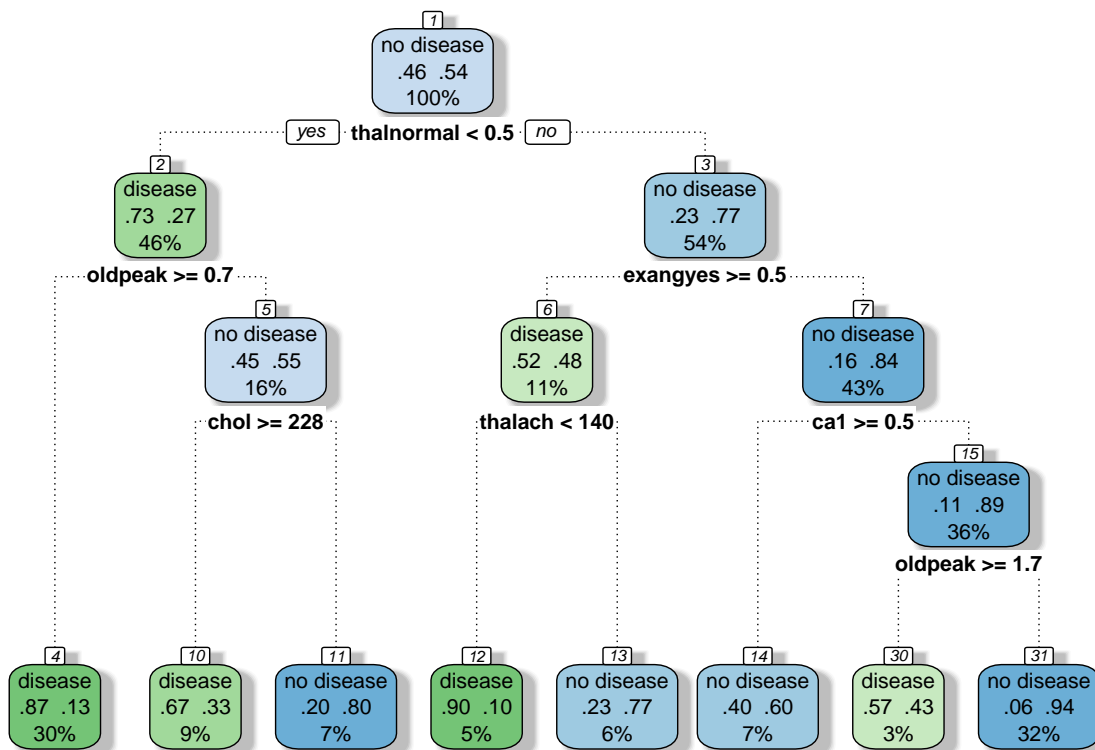 1
no disease
.46 .54
100%
yes thalnormal < 0.5 no
2
disease
.73 .27
46%
oldpeak >= 0.7
3
no disease
.23 .77
54%
exangyes >= 0.5
5
no disease
.45 .55
16%
chol >= 228
6
disease
.52 .48
11%
thalach < 140
7
no disease
.16 .84
43%
ca1 >= 0.5
15
no disease
.11 .89
36%
oldpeak >= 1.7
4
disease
.87 .13
30%
10
disease
.67 .33
9%
11
no disease
.20 .80
7%
12
disease
.90 .10
5%
13
no disease
.23 .77
6%
14
no disease
.40 .60
7%
30
disease
.57 .43
3%
31
no disease
.06 .94
32%